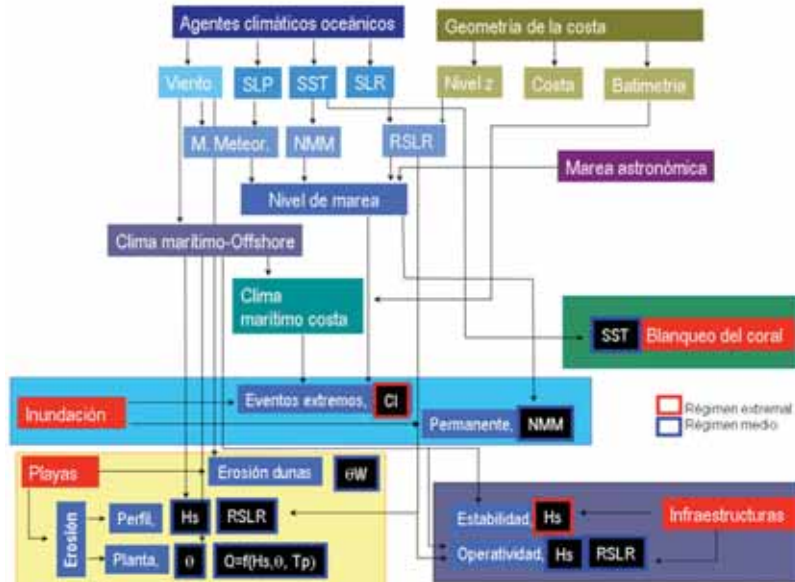 Agentes climáticos oceánicos
Geometria de la costa
Viento
SLP
SST
SLR
Nivel z
Costa
Batimetria
M. Meteor.
NMM
RSLR
Marea astronómica
Nivel de marea
Clima marítimo-Offshore
Clima
marítimo costa
SST
Blanqueo del coral
Inundación
Eventos extremos,
CI
Permanente,
NMM
Régimen extremal
Régimen medio
Playas
Erosión dunas
θW
Erosión
Perfil,
Hs
RSLR
Planta,
θ
Q=f(Hs,θ, Tp)
Estabilidad,
Hs
Infraestructuras
Operatividad,
Hs
RSLR